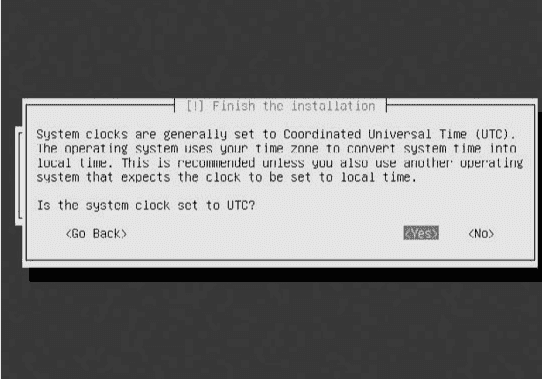 [!] Finish the installation
System clocks are generally set to Coordinated Universal Time (UTC).
The operating system uses your time zone to convert system time into
local time. This is recommended unless you also use another operating
system that expects the clock to be set to local time.
Is the system clock set to UTC?
<Go Back> <Yes> <No>